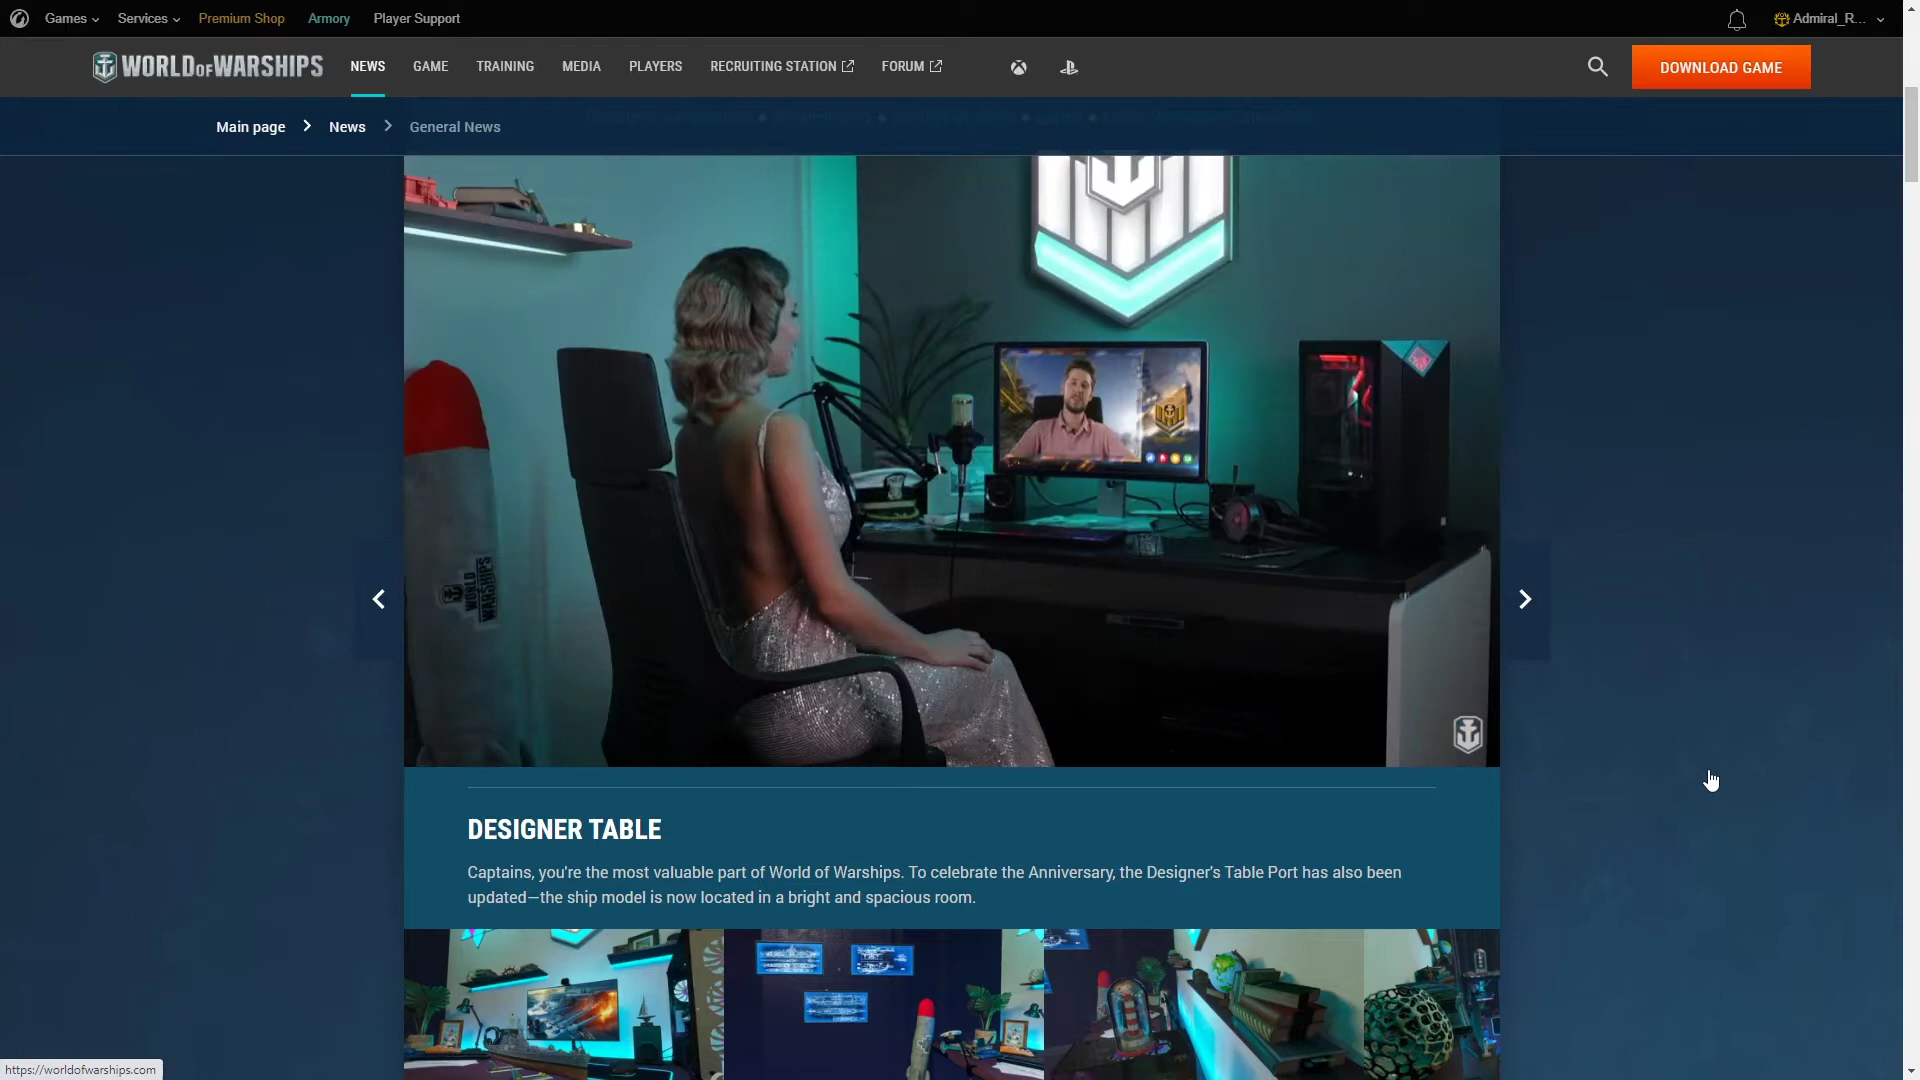 Games
Services
Premium Shop
Armory
Player Support
Admiral_R...
WORLD OF WARSHIPS
NEWS
GAME
TRAINING
MEDIA
PLAYERS
RECRUITING STATION
FORUM
DOWNLOAD GAME
Main page
News
General News
WORLD OF
WARSHIPS
DESIGNER TABLE
Captains, you're the most valuable part of World of Warships. To celebrate the Anniversary, the Designer's Table Port has also been
updated—the ship model is now located in a bright and spacious room.
https://worldofwarships.com